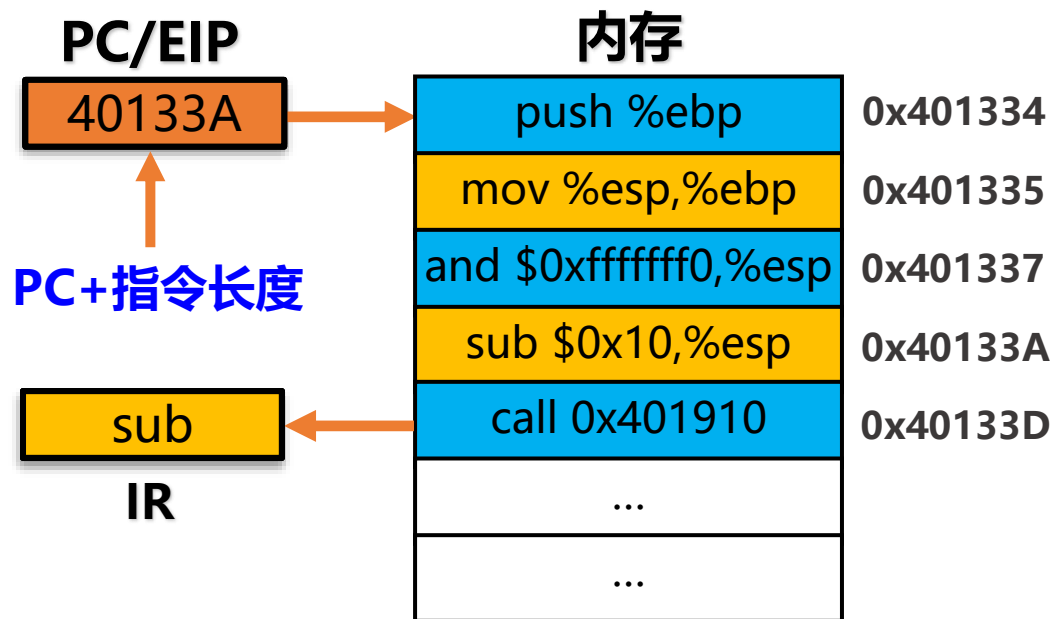 PC/EIP
内存
40133A
push %ebp
0x401334
mov %esp,%ebp
0x401335
PC+指令长度
and $0xfffffff0,%esp
0x401337
sub $0x10,%esp
0x40133A
sub
call 0x401910
0x40133D
IR
...
...